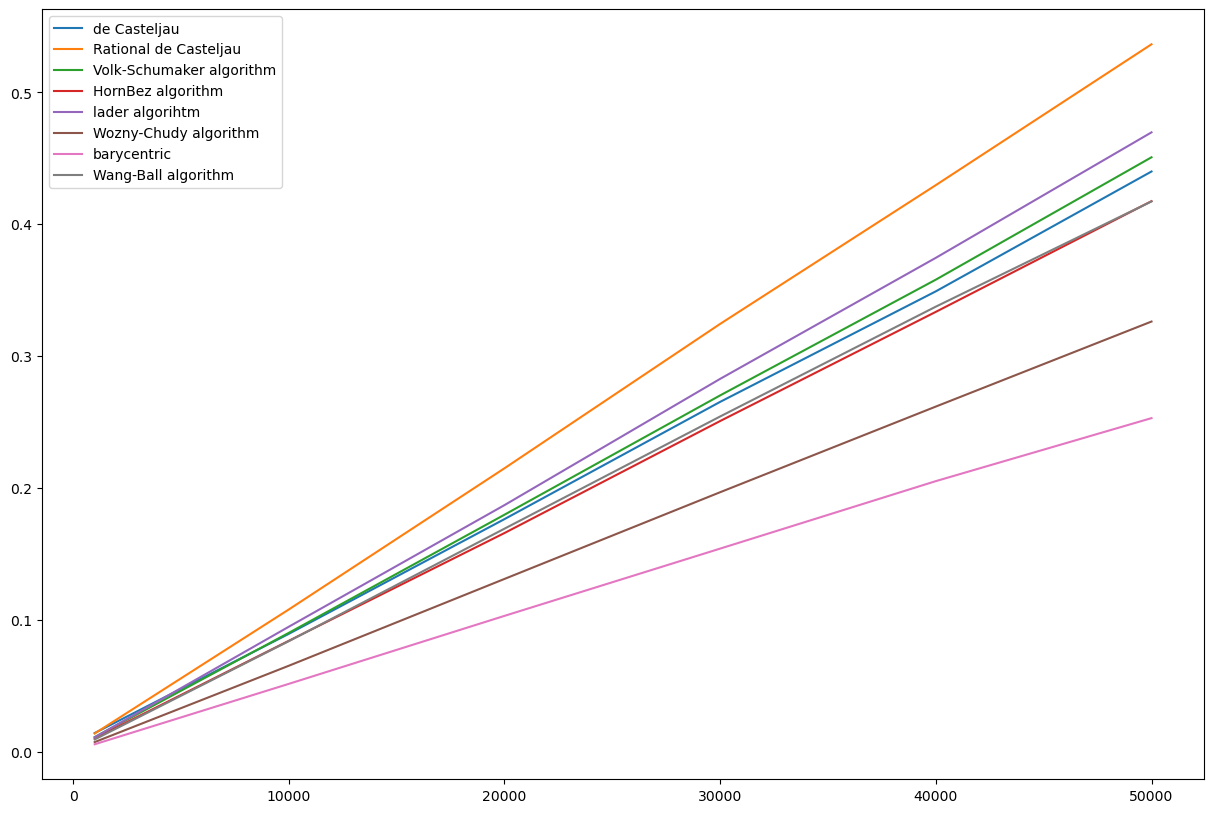 de Casteljau
Rational de Casteljau
Volk-Schumaker algorithm
HornBez algorithm
lader algorihtm
Wozny-Chudy algorithm
barycentric
Wang-Ball algorithm
0.5
0.4
0.3
0.2
0.1
0.0
0 10000 20000 30000 40000 50000